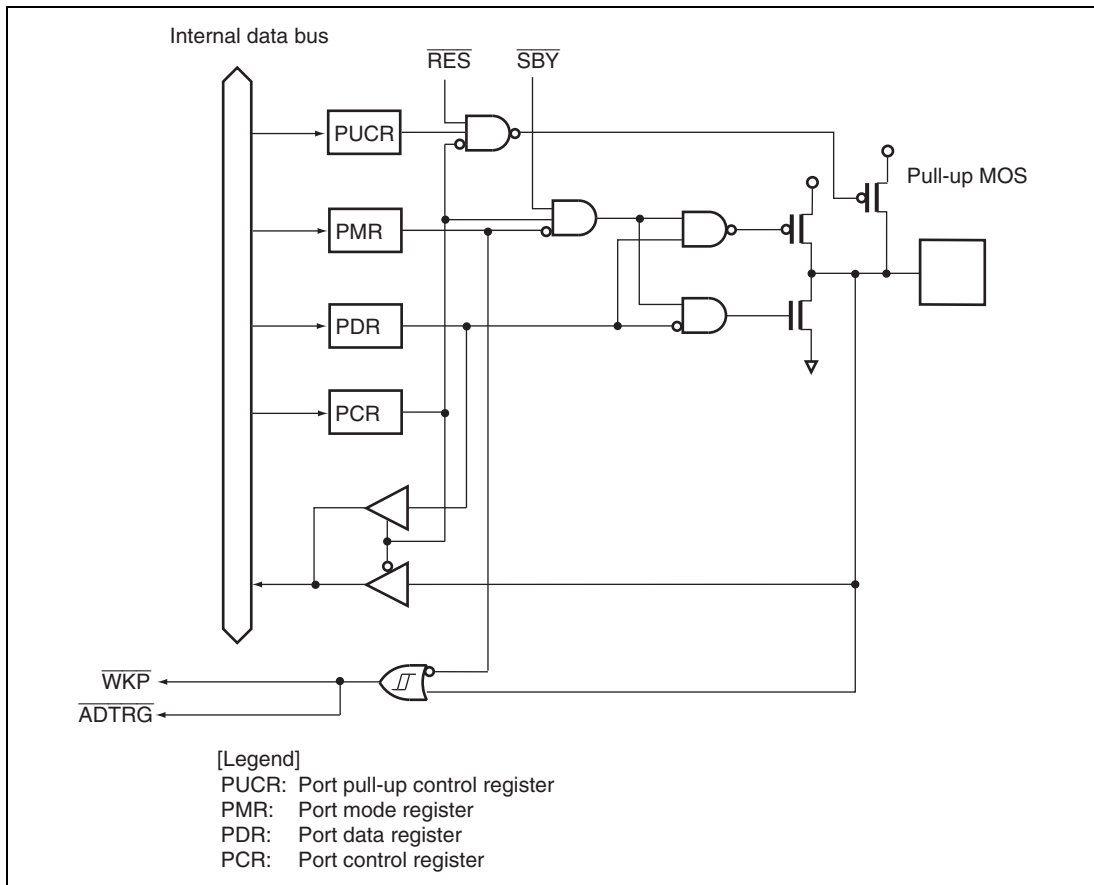 Internal data bus
RES
SBY
PUCR
Pull-up MOS
PMR
PDR
PCR
WKP
ADTRG
[Legend]
PUCR: Port pull-up control register
PMR: Port mode register
PDR: Port data register
PCR: Port control register